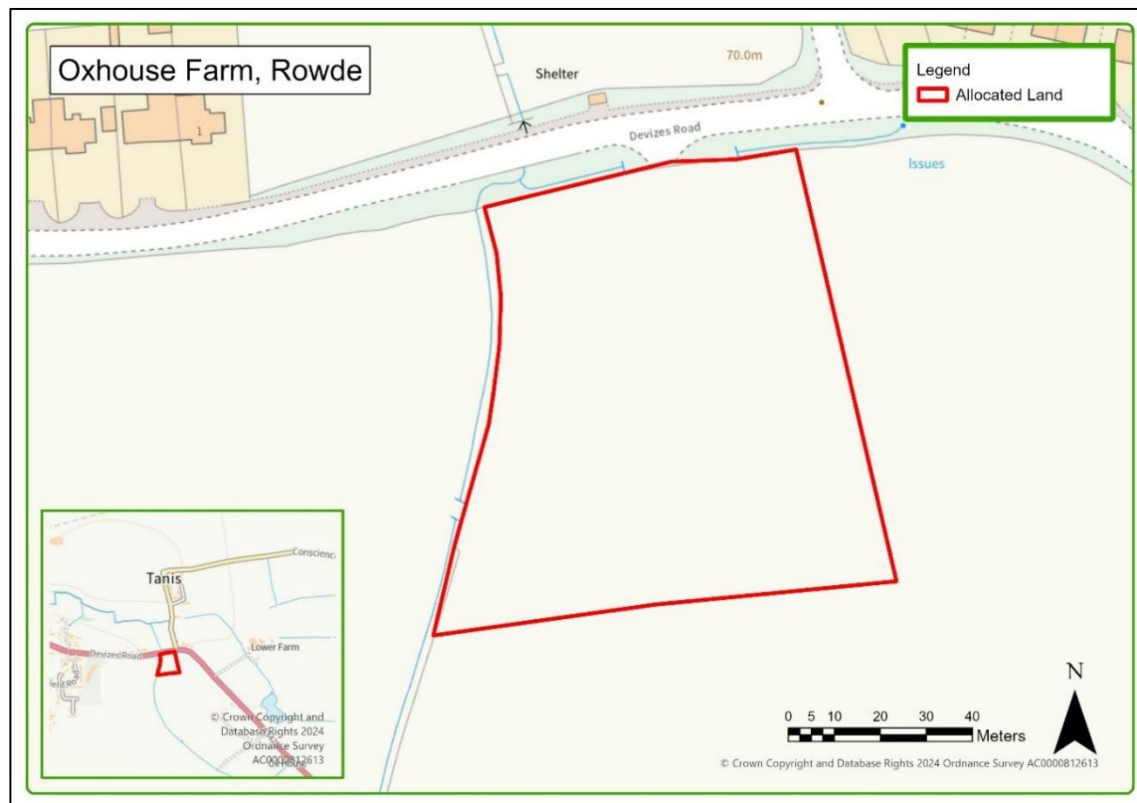 Oxhouse Farm, Rowde
70.0m
Shelter
Legend
Allocated Land
1
Devizes Road
Issues
Tanis
Conscienc
Devizes Road
Lower Farm
© Crown Copyright and
Database Rights 2024
Ordnance Survey
AC0000812613
N
0 5 10 20 30 40
Meters
© Crown Copyright and Database Rights 2024 Ordnance Survey AC0000812613